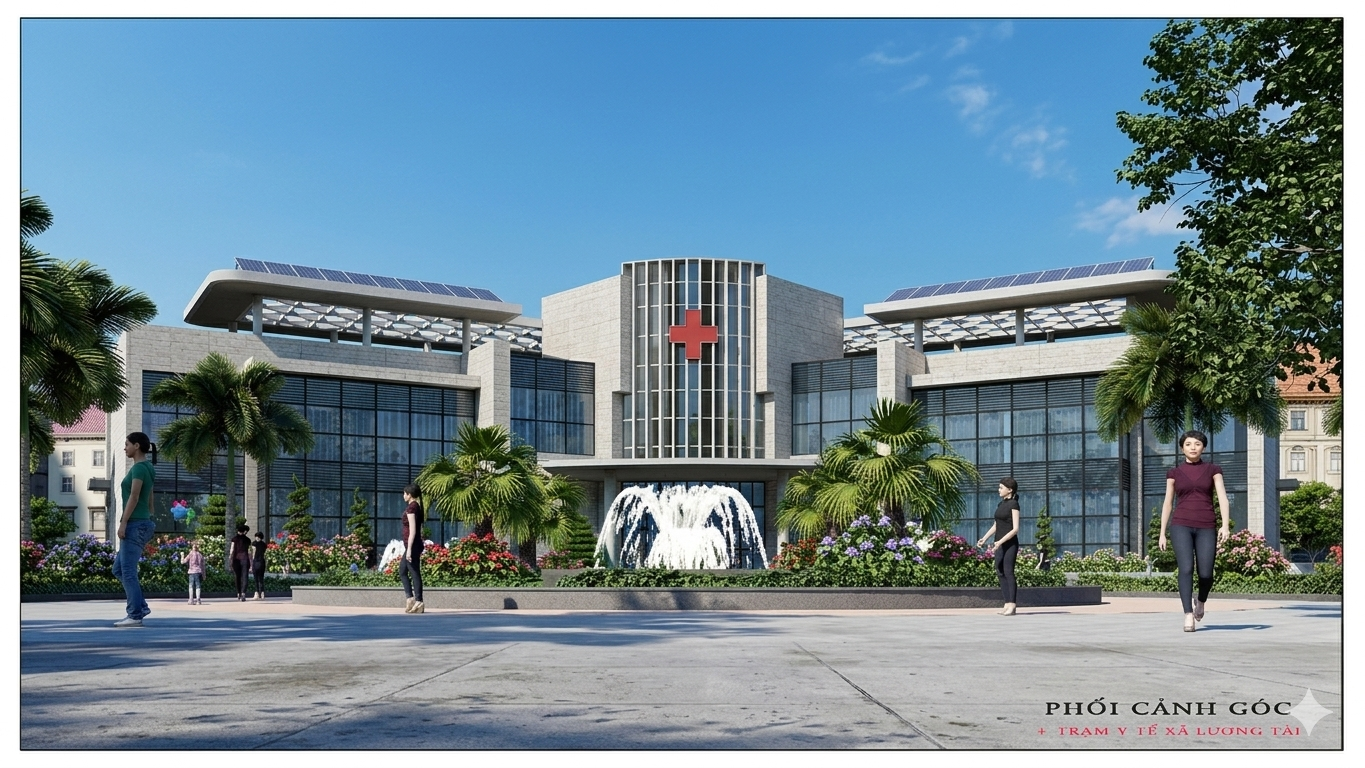 PHỐI CẢNH GÓC
+ TRẠM Y TẾ XÃ LƯƠNG TÀI